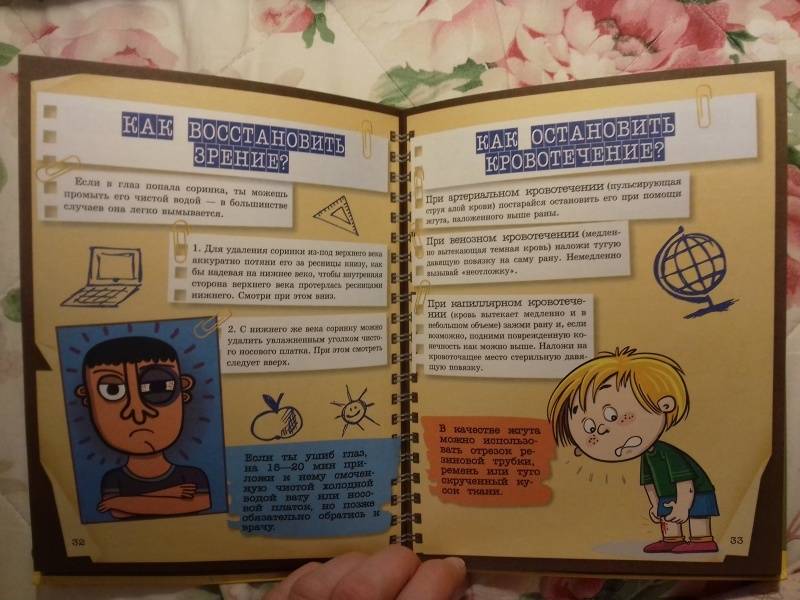 КАК ВОССТАНОВИТЬ
ЗРЕНИЕ?
Если в глаз попала соринка, ты можешь
промыть его чистой водой — в большинстве
случаев она легко вымывается.
1. Для удаления соринки из-под верхнего века
аккуратно потяни его за ресницы книзу, как
бы надевая на нижнее веко, чтобы внутренняя
сторона верхнего века протерлась ресницами
нижнего. Смотри при этом вниз.
2. С нижнего же века соринку можно
удалить увлажненным уголком чисто-
го носового платка. При этом смотреть
следует вверх.
Если ты ушиб глаз,
на 15—20 мин при-
ложи к нему смочен-
ную чистой холодной
водой вату или носо-
вой платок, но позже
обязательно обратись к
врачу.
32
КАК ОСТАНОВИТЬ
КРОВОТЕЧЕНИЕ?
При артериальном кровотечении (пульсирующая
струя алой крови) постарайся остановить его при помощи
жгута, наложенного выше раны.
При венозном кровотечении (медлен-
но вытекающая темная кровь) наложи тугую
давящую повязку на саму рану. Немедленно
вызывай «неотложку».
При капиллярном кровотече-
нии (кровь вытекает медленно и в
небольшом объеме) зажми рану и, если
возможно, подними поврежденную ко-
нечность как можно выше. Наложи на
кровоточащее место стерильную давя-
щую повязку.
В качестве жгута
можно использо-
вать отрезок ре-
зиновой трубки,
ремень или туго
скрученный ку-
сок ткани.
33